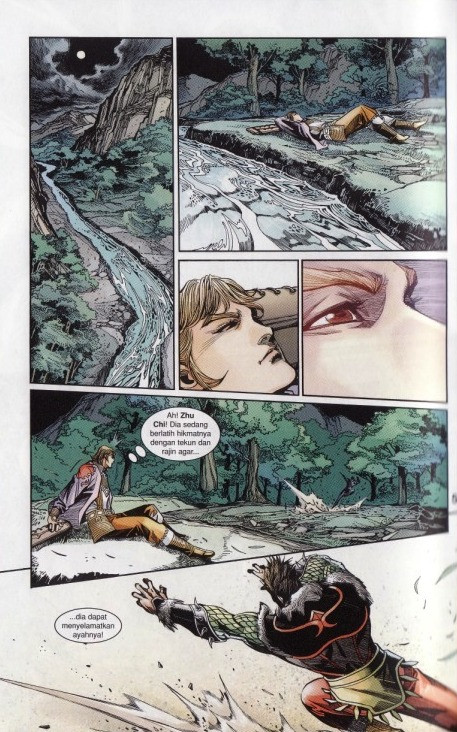 Ah! Zhu
Chi! Dia sedang
berlatih hikmatnya
dengan tekun dan
rajin agar...
...dia dapat
menyelamatkan
ayahnya!